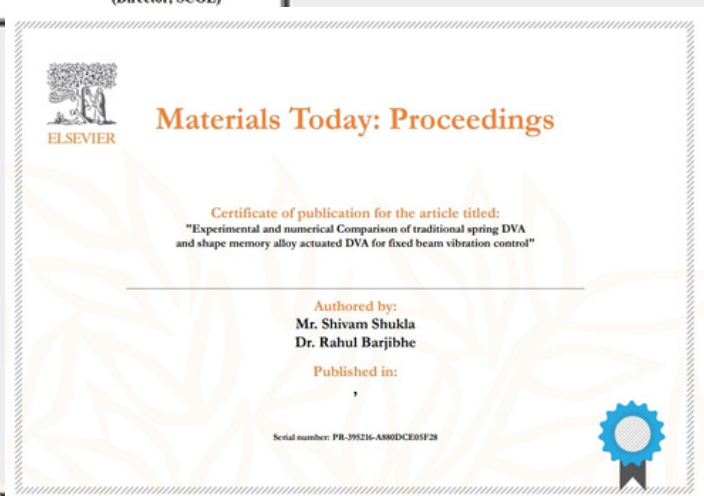 (Director, SCOE)
ELSEVIER
Materials Today: Proceedings
Certificate of publication for the article titled:
"Experimental and numerical Comparison of traditional spring DVA
and shape memory alloy actuated DVA for fixed beam vibration control"
Authored by:
Mr. Shivam Shukla
Dr. Rahul Barjibhe
Published in:
,
Serial number: PR-395216-A880DCE05F28